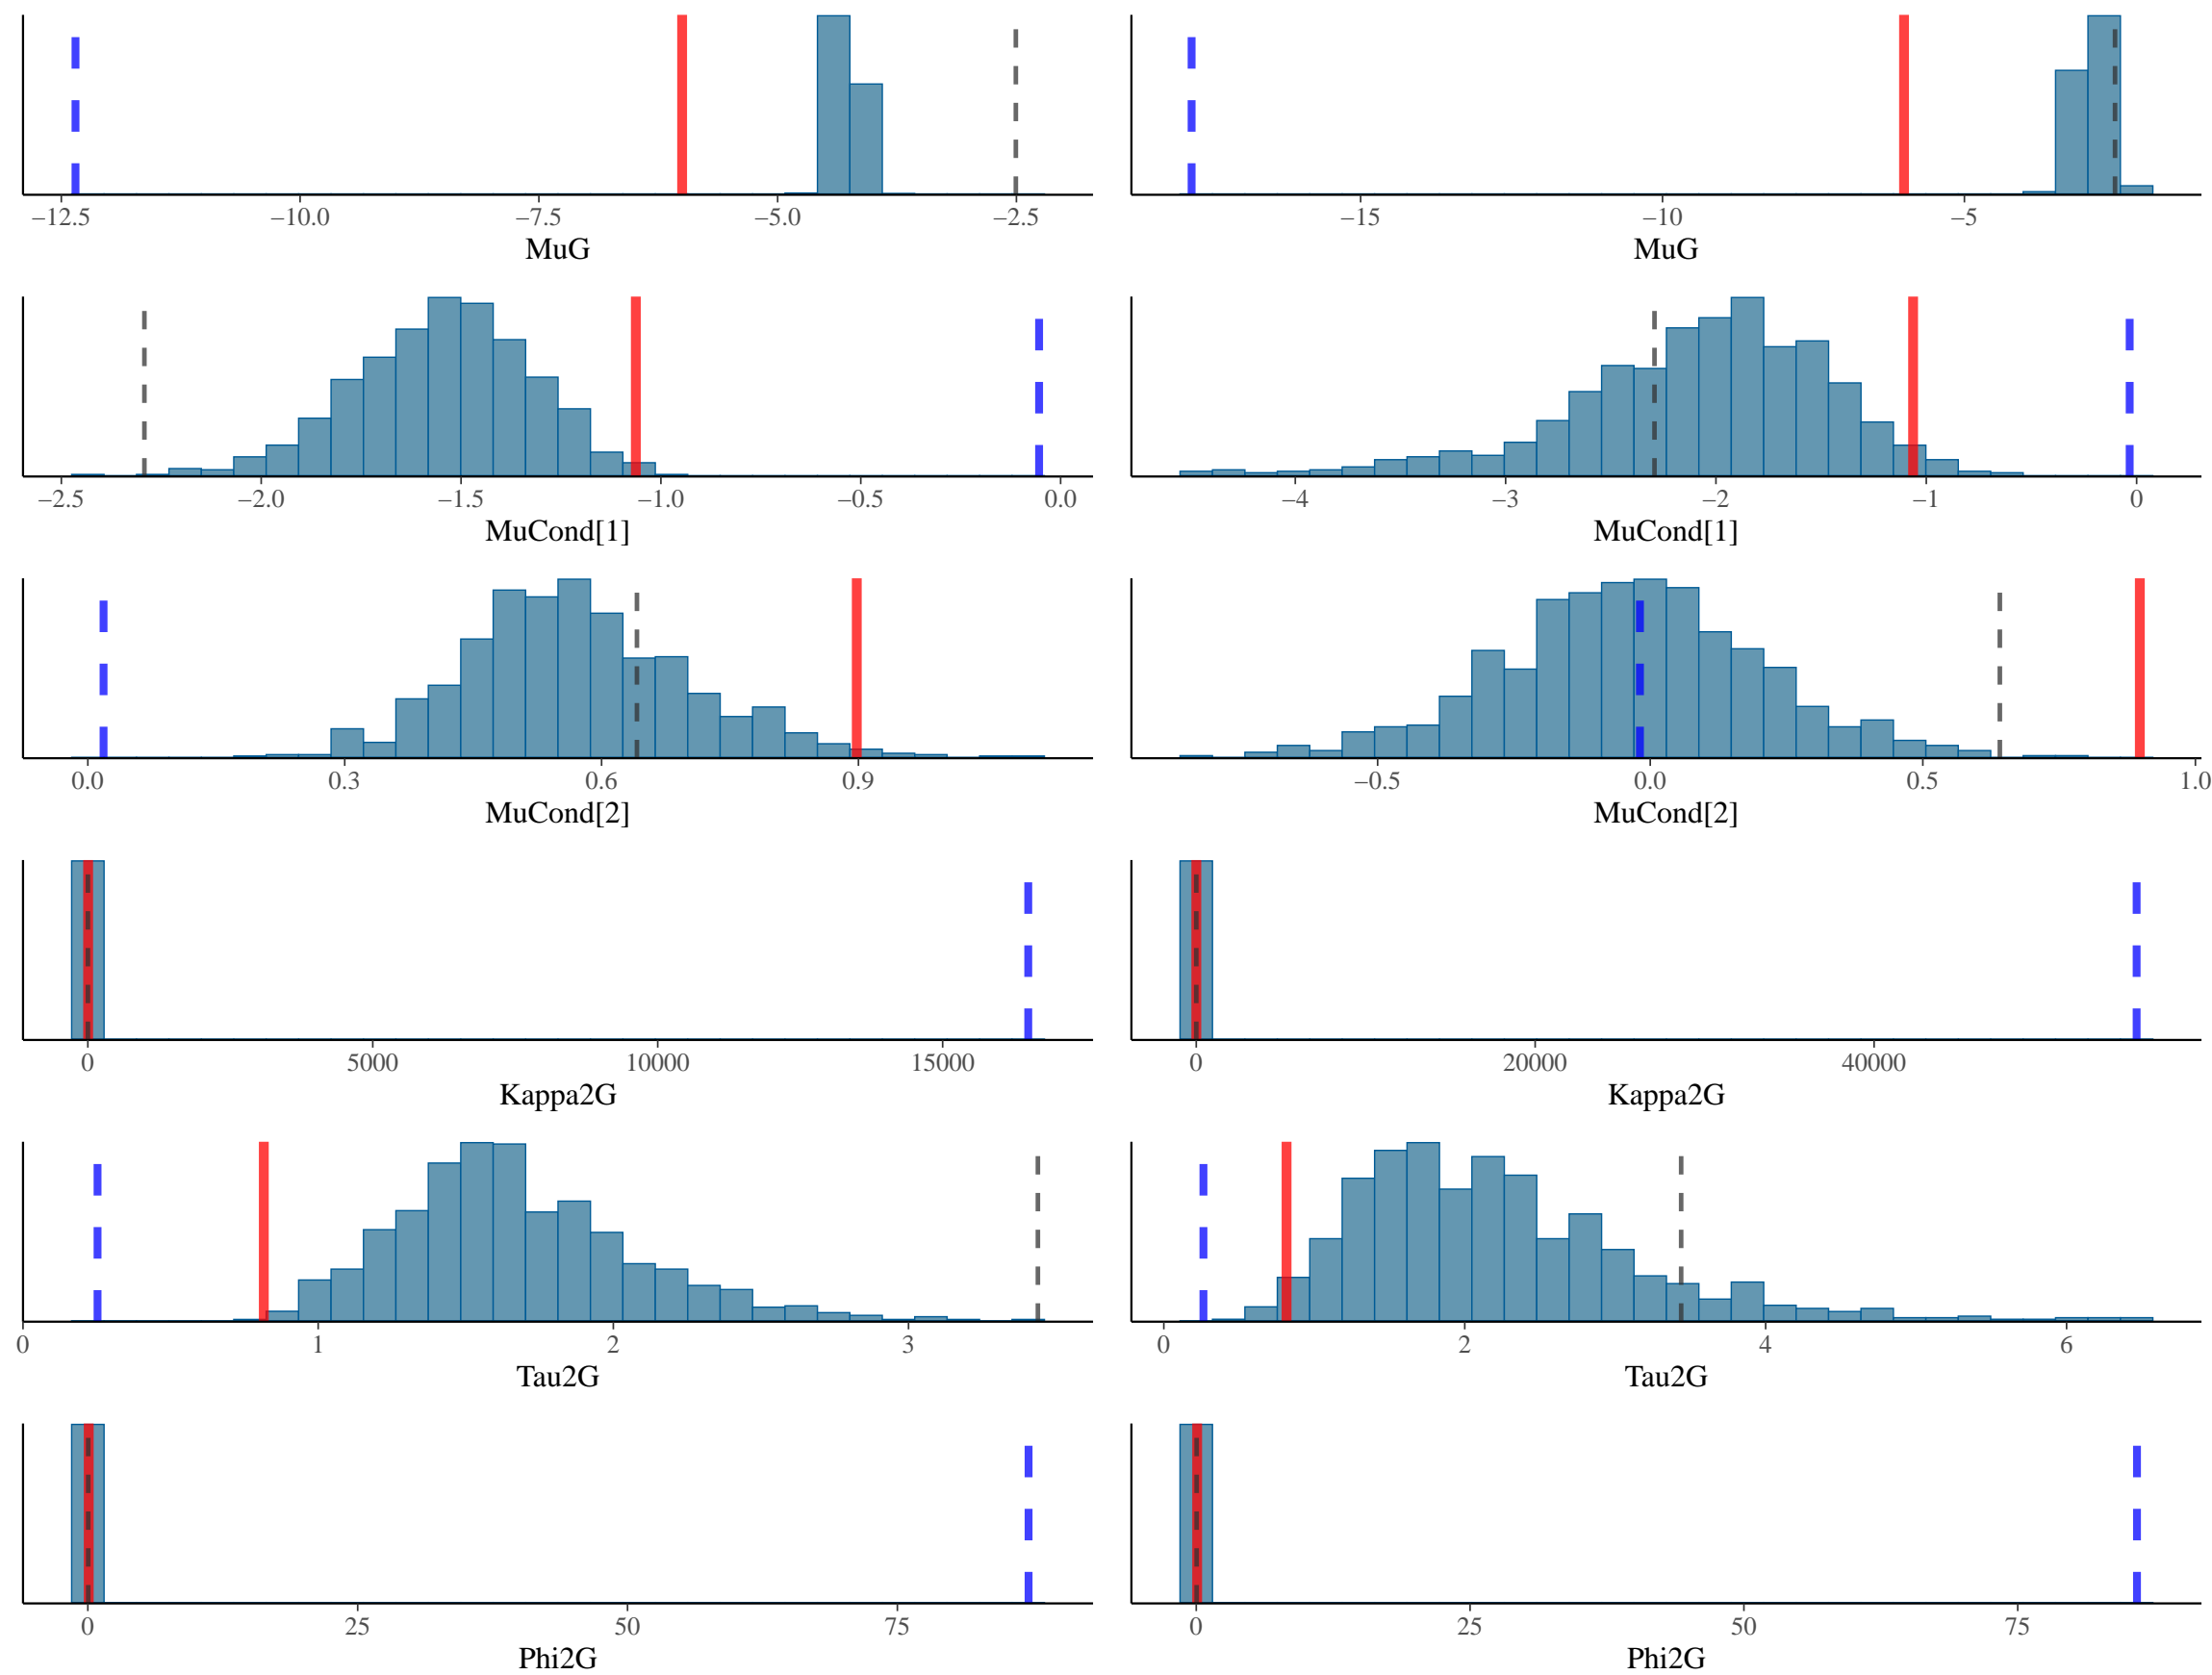 −12.5 −10.0 −7.5 −5.0 −2.5
MuG
−15 −10 −5
MuG
−2.5 −2.0 −1.5 −1.0 −0.5 0.0
MuCond[1]
−4 −3 −2 −1 0
MuCond[1]
0.0 0.3 0.6 0.9
MuCond[2]
−0.5 0.0 0.5 1.0
MuCond[2]
0 5000 10000 15000
Kappa2G
0 20000 40000
Kappa2G
0 1 2 3
Tau2G
0 2 4 6
Tau2G
0 25 50 75
Phi2G
0 25 50 75
Phi2G